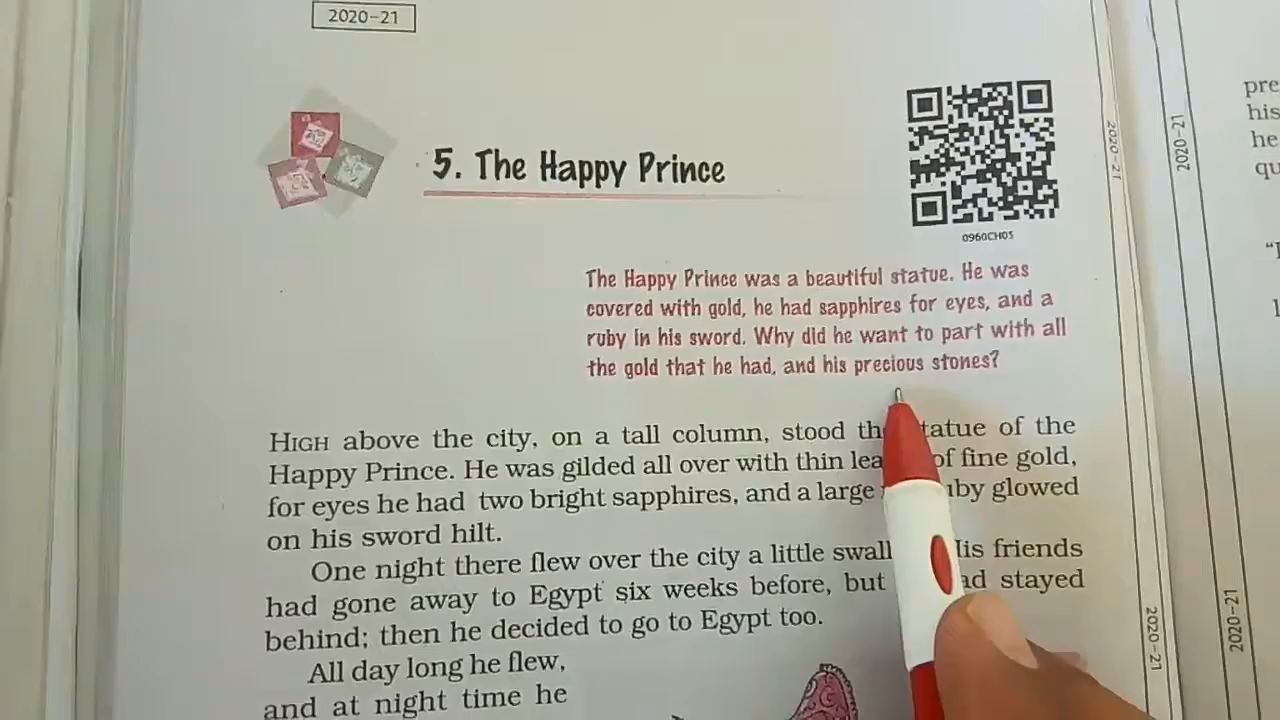 2020-21
5. The Happy Prince
0960CH05
The Happy Prince was a beautiful statue. He was
covered with gold, he had sapphires for eyes, and a
ruby in his sword. Why did he want to part with all
the gold that he had, and his precious stones?
HIGH above the city, on a tall column, stood the statue of the
Happy Prince. He was gilded all over with thin of fine gold,
for eyes he had two bright sapphires, and a large glowed
on his sword hilt.
One night there flew over the city a little friends
had gone away to Egypt six weeks before, but stayed
behind; then he decided to go to Egypt too.
All day long he flew,
and at night time he
2020-21
2020-21
2020-21
2020-21
pre
his
he
qu